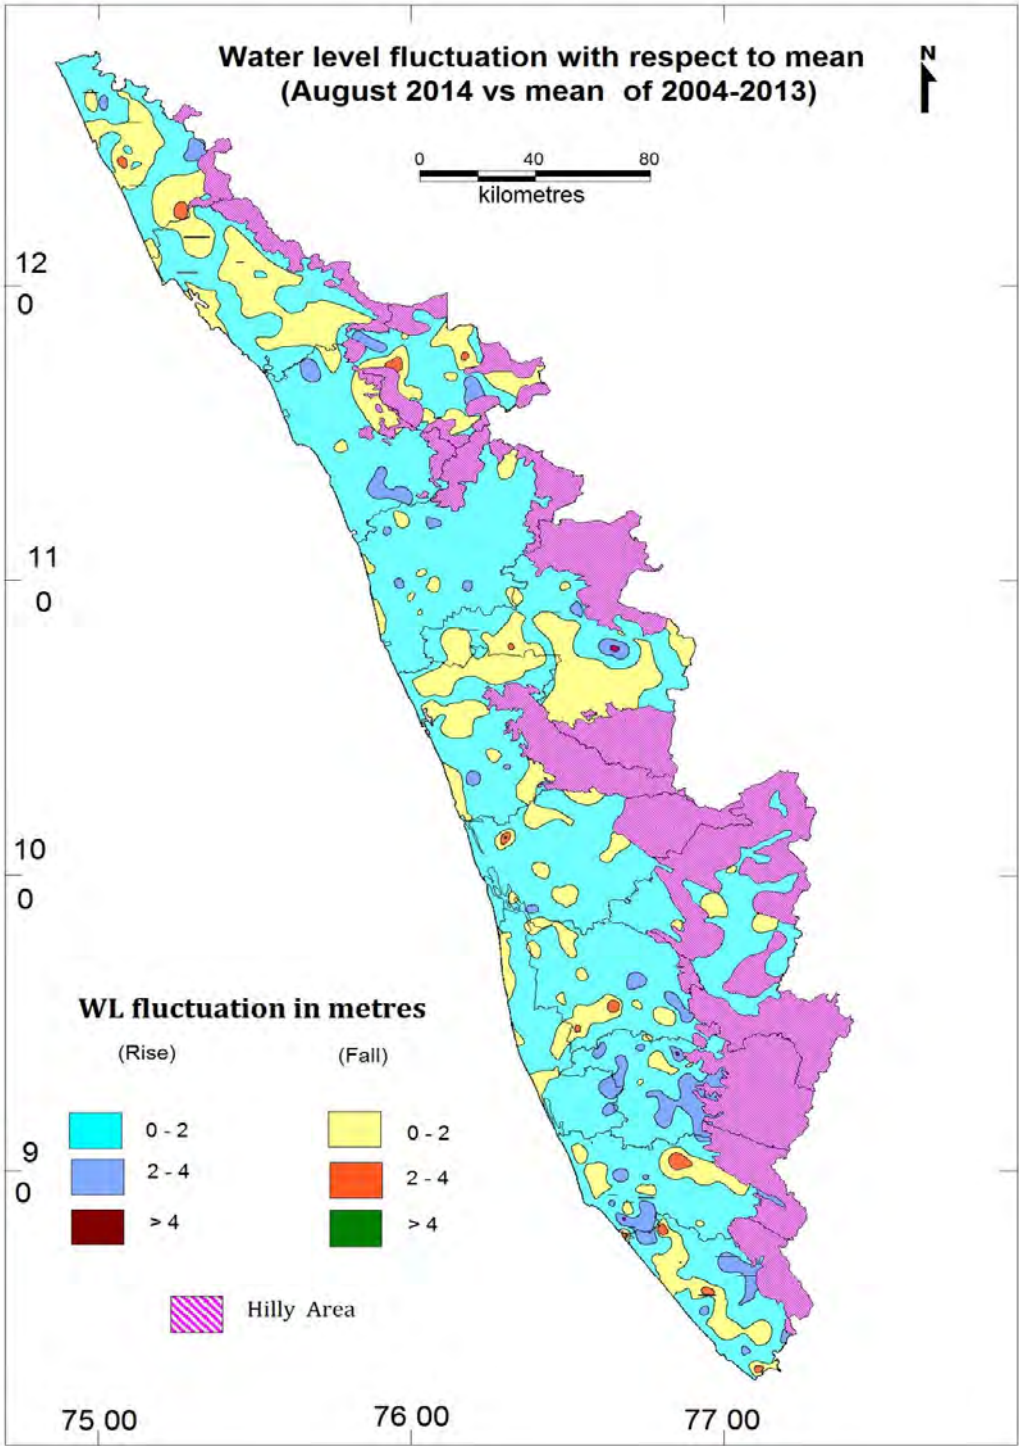 Water level fluctuation with respect to mean
(August 2014 vs mean of 2004-2013)
N
0 40 80
kilometres
12
0
11
0
10
0
9
0
WL fluctuation in metres
(Rise) (Fall)
0 - 2 0 - 2
2 - 4 2 - 4
> 4 > 4
Hilly Area
75 00 76 00 77 00